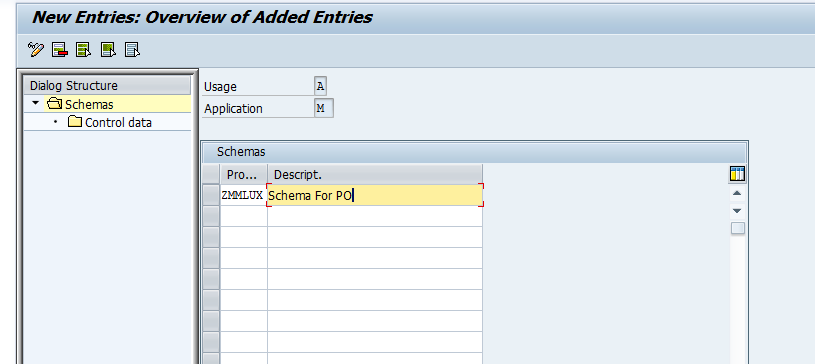 New Entries: Overview of Added Entries
Dialog Structure
Schemas
Control data
Usage A
Application M
Schemas
Pro... Descript.
ZMMLUX Schema For PO